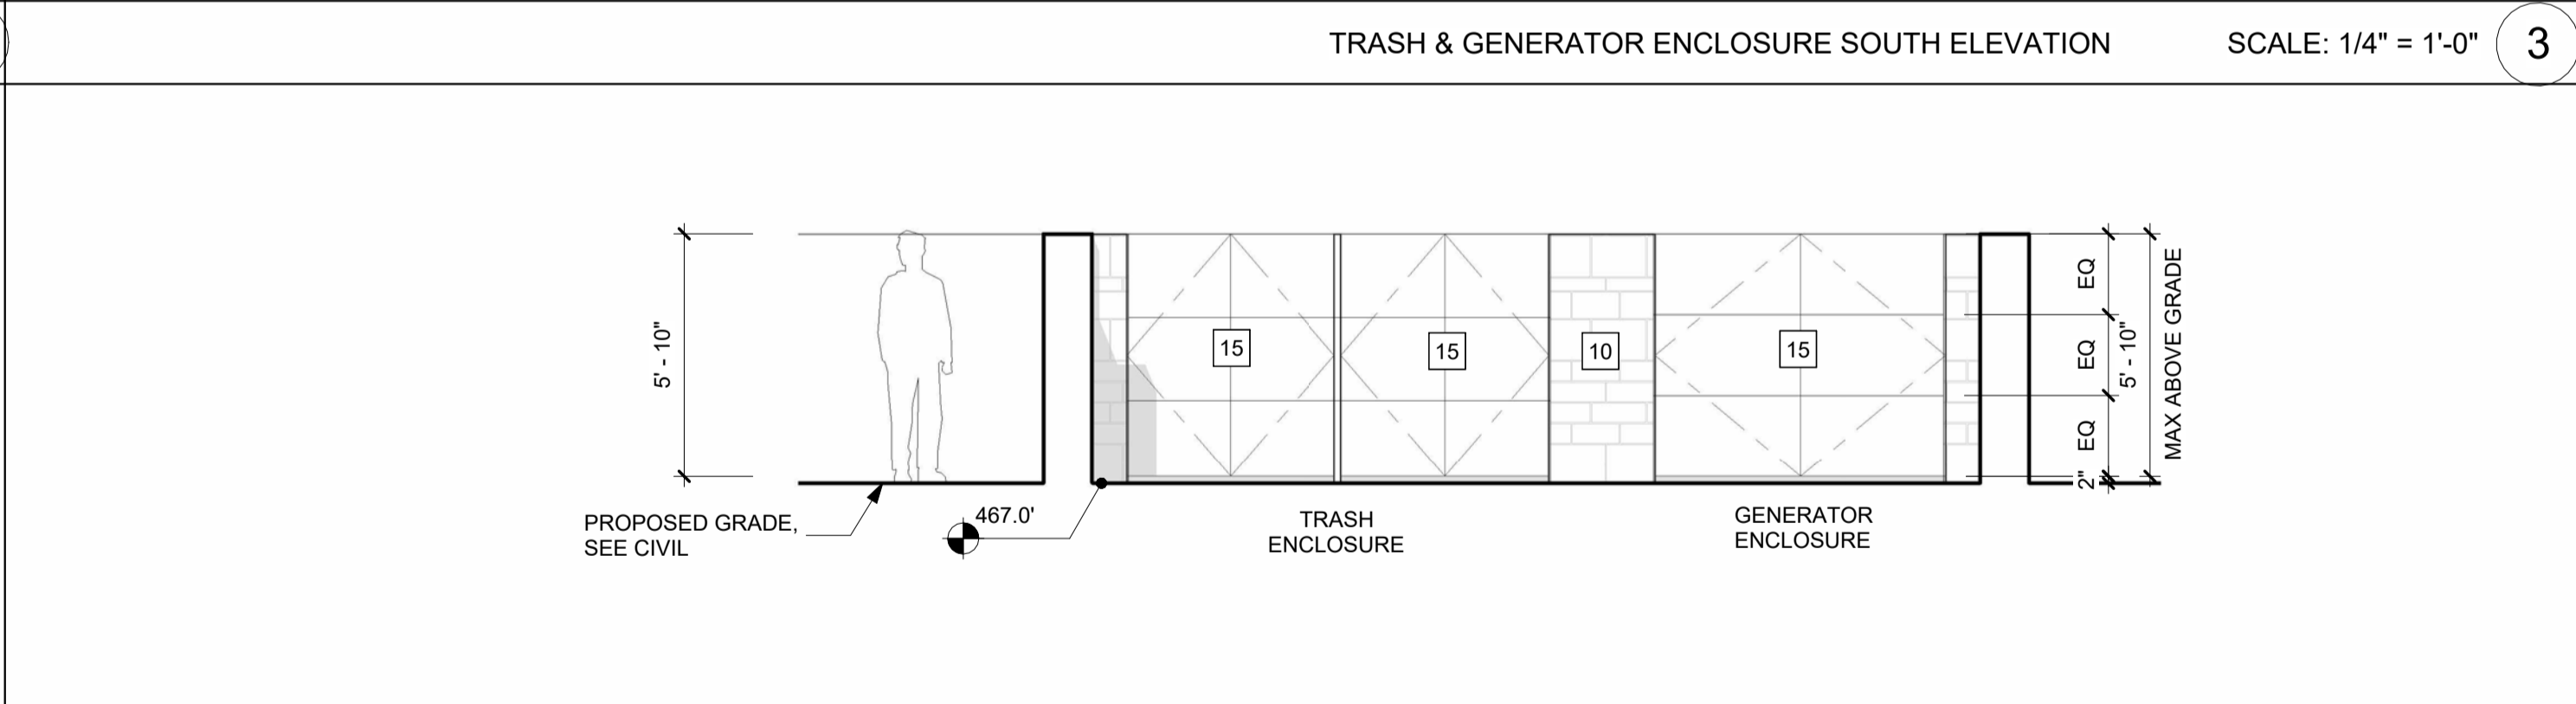 TRASH & GENERATOR ENCLOSURE SOUTH ELEVATION
SCALE: 1/4" = 1'-0"
3
5' - 10"
15
15
10
15
EQ
EQ
EQ
2"
5' - 10"
MAX ABOVE GRADE
PROPOSED GRADE,
SEE CIVIL
467.0'
TRASH
ENCLOSURE
GENERATOR
ENCLOSURE